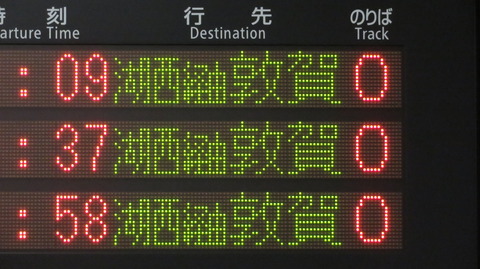 時刻 行先 のりば
arture Time Destination Track
:09 湖西線敦賀 0
:37 湖西線敦賀 0
:58 湖西線敦賀 0